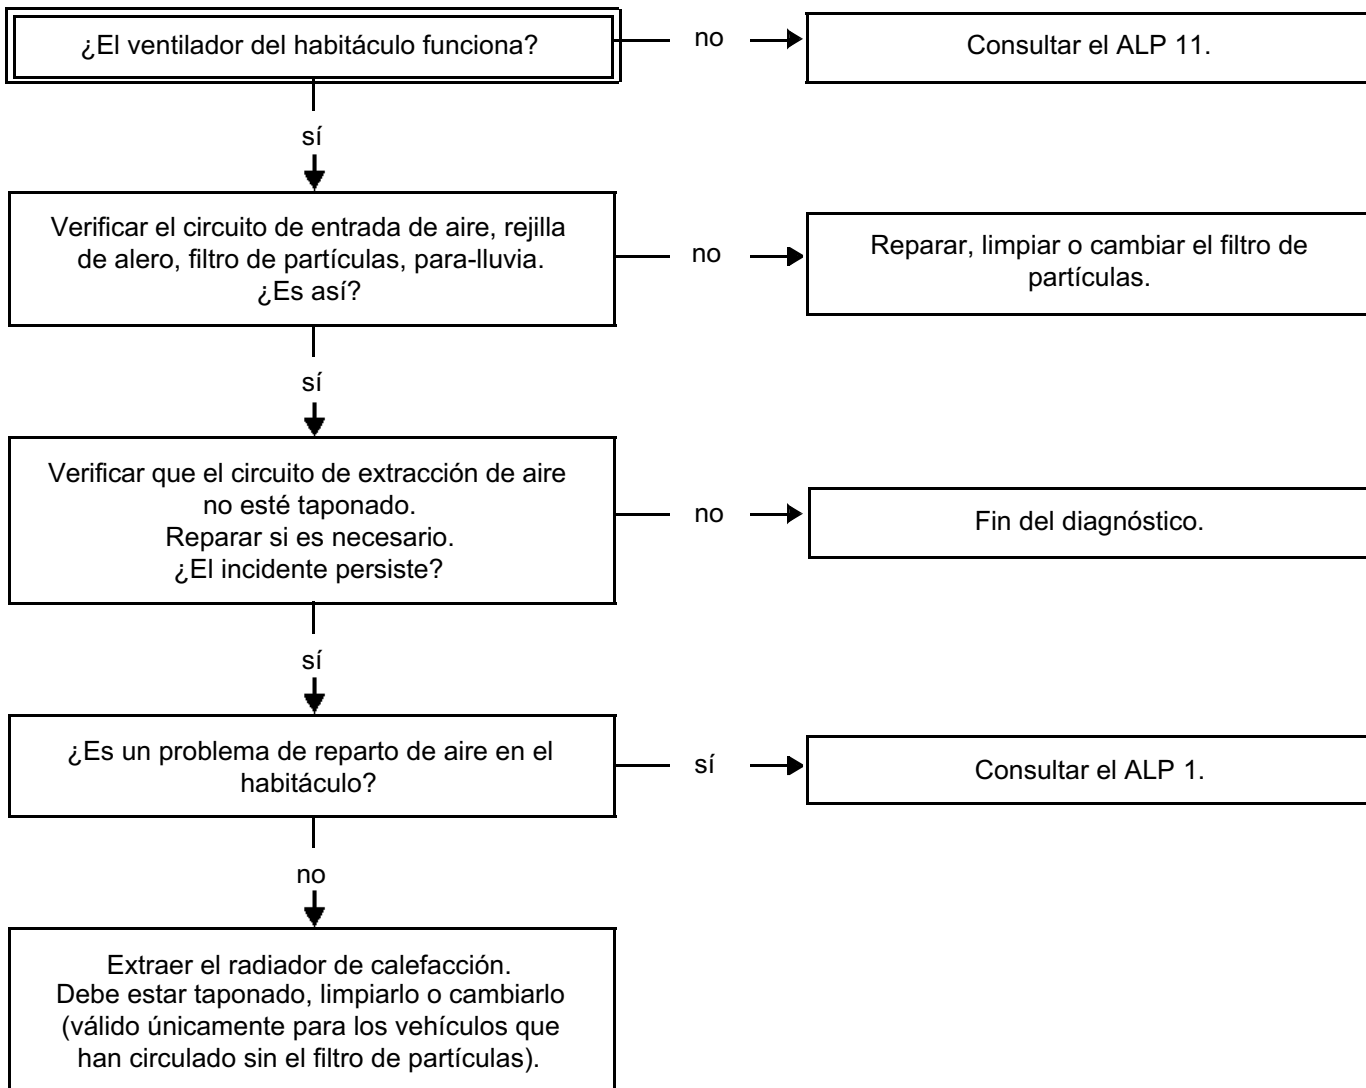 ¿El ventilador del habitáculo funciona?
no
Consultar el ALP 11.
sí
Verificar el circuito de entrada de aire, rejilla
de alero, filtro de partículas, para-lluvia.
¿Es así?
no
Reparar, limpiar o cambiar el filtro de
partículas.
sí
Verificar que el circuito de extracción de aire
no esté taponado.
Reparar si es necesario.
¿El incidente persiste?
no
Fin del diagnóstico.
sí
¿Es un problema de reparto de aire en el
habitáculo?
sí
Consultar el ALP 1.
no
Extraer el radiador de calefacción.
Debe estar taponado, limpiarlo o cambiarlo
(válido únicamente para los vehículos que
han circulado sin el filtro de partículas).